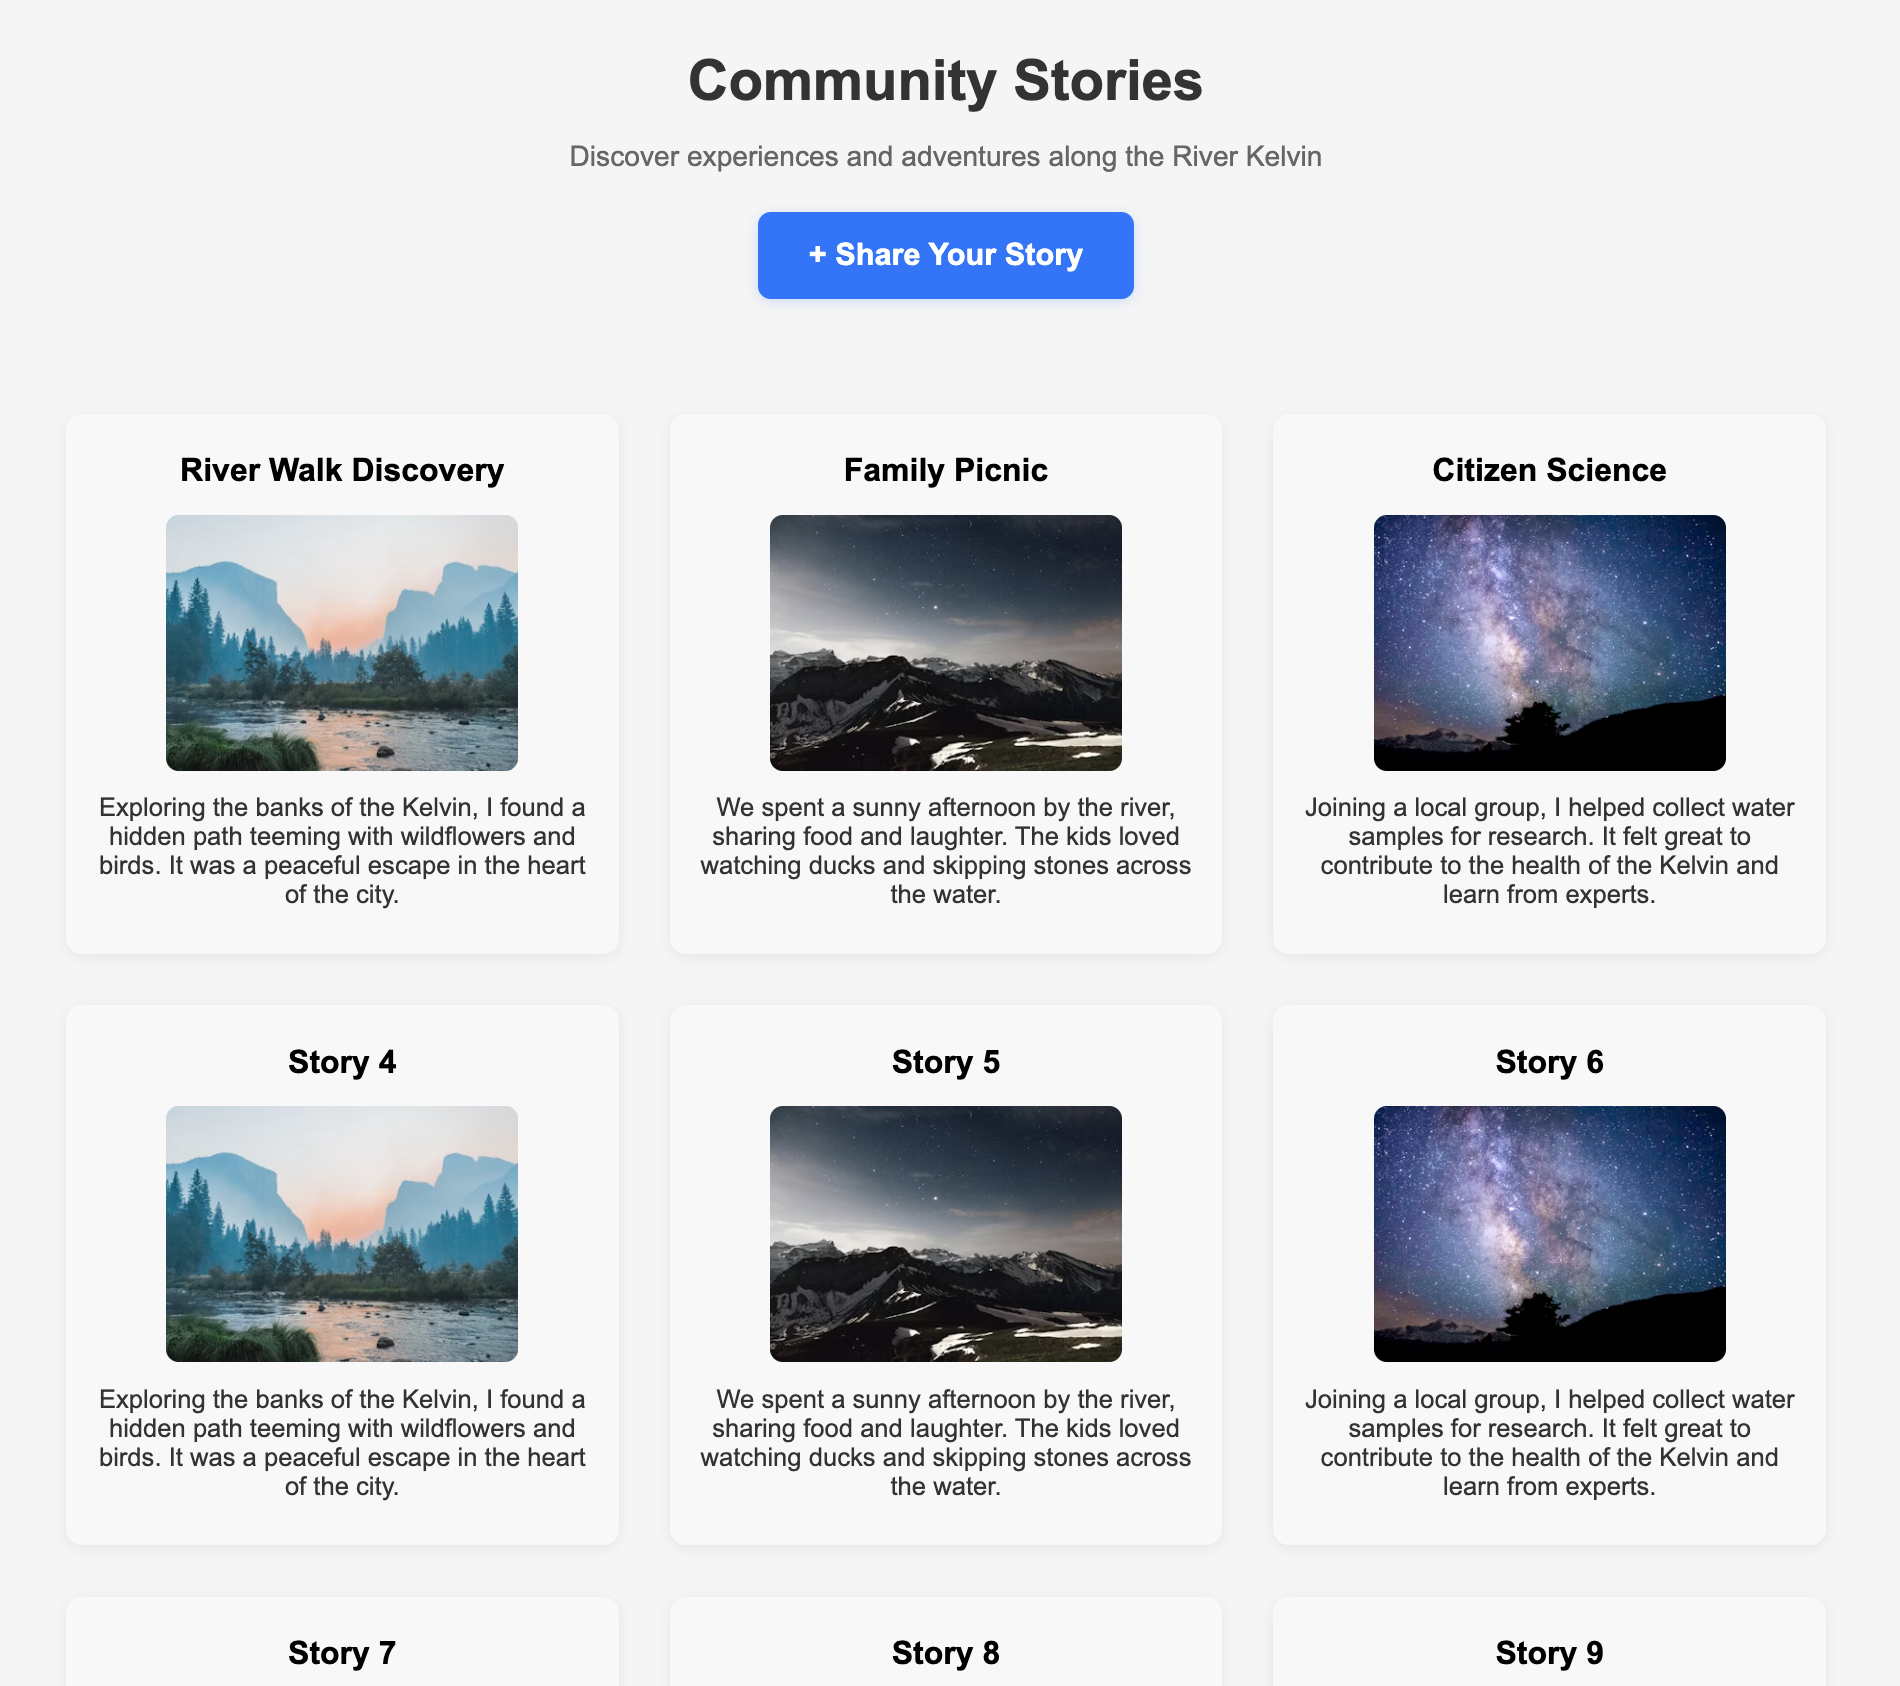 Community Stories
Discover experiences and adventures along the River Kelvin
+ Share Your Story
River Walk Discovery
Exploring the banks of the Kelvin, I found a
hidden path teeming with wildflowers and
birds. It was a peaceful escape in the heart
of the city.
Family Picnic
We spent a sunny afternoon by the river,
sharing food and laughter. The kids loved
watching ducks and skipping stones across
the water.
Citizen Science
Joining a local group, I helped collect water
samples for research. It felt great to
contribute to the health of the Kelvin and
learn from experts.
Story 4
Exploring the banks of the Kelvin, I found a
hidden path teeming with wildflowers and
birds. It was a peaceful escape in the heart
of the city.
Story 5
We spent a sunny afternoon by the river,
sharing food and laughter. The kids loved
watching ducks and skipping stones across
the water.
Story 6
Joining a local group, I helped collect water
samples for research. It felt great to
contribute to the health of the Kelvin and
learn from experts.
Story 7
Story 8
Story 9